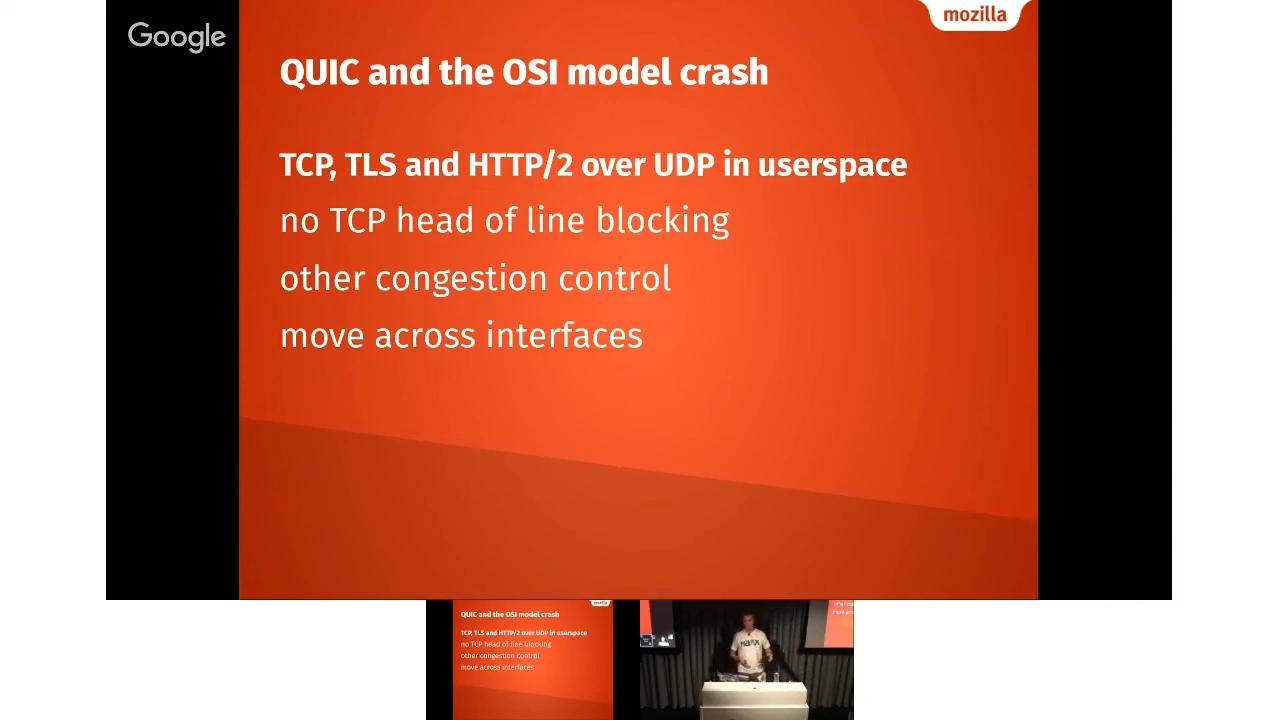 Google
mozilla
QUIC and the OSI model crash
TCP, TLS and HTTP/2 over UDP in userspace
no TCP head of line blocking
other congestion control
move across interfaces
mozilla
QUIC and the OSI model crash
TCP, TLS and HTTP/2 over UDP in userspace
no TCP head of line blocking
other congestion control
move across interfaces